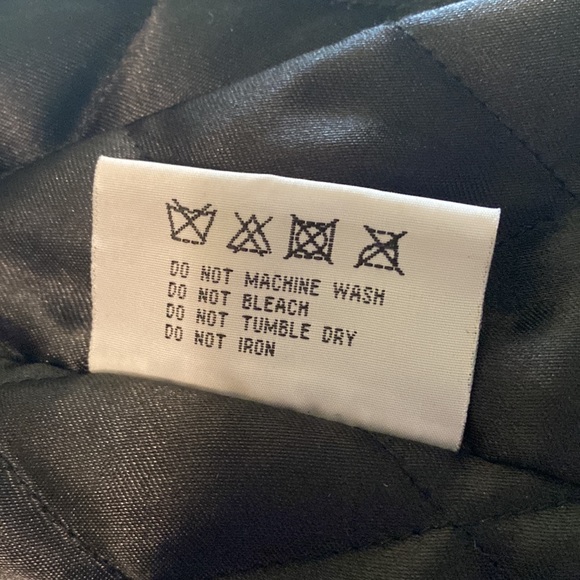 DO NOT MACHINE WASH
DO NOT BLEACH
DO NOT TUMBLE DRY
DO NOT IRON